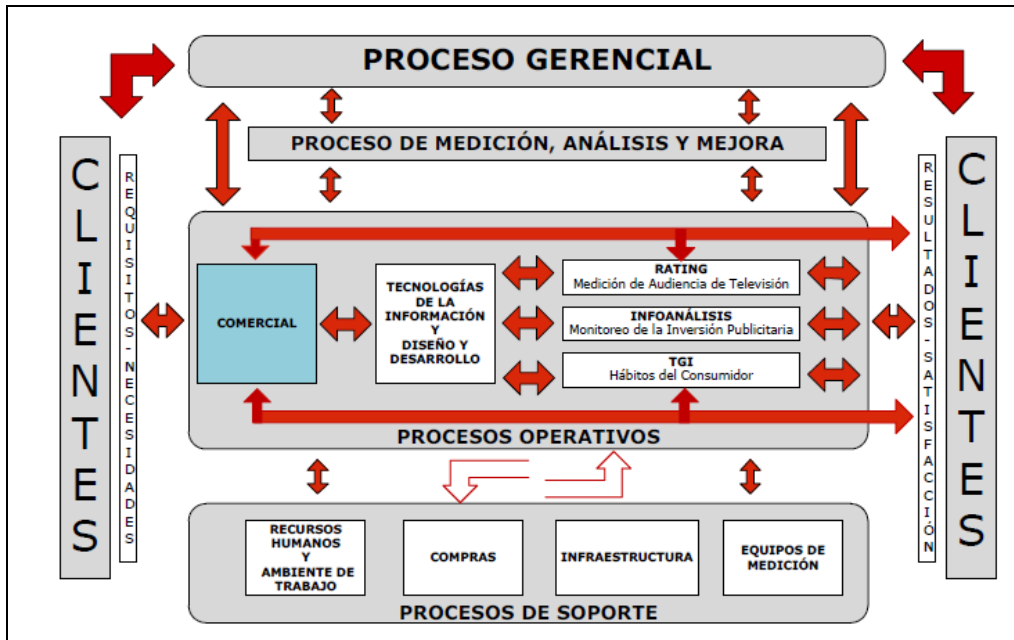 PROCESO GERENCIAL
PROCESO DE MEDICIÓN, ANÁLISIS Y MEJORA
CLIENTES
REQUISITOS-NECESIDADES
COMERCIAL
TECNOLOGÍAS
DE LA
INFORMACIÓN
Y
DISEÑO Y
DESARROLLO
RATING
Medición de Audiencia de Televisión
INFOANÁLISIS
Monitoreo de la Inversión Publicitaria
TGI
Hábitos del Consumidor
PROCESOS OPERATIVOS
RESULTADOS-SATISFACCIÓN
CLIENTES
RECURSOS
HUMANOS
Y
AMBIENTE DE
TRABAJO
COMPRAS
INFRAESTRUCTURA
EQUIPOS DE
MEDICIÓN
PROCESOS DE SOPORTE